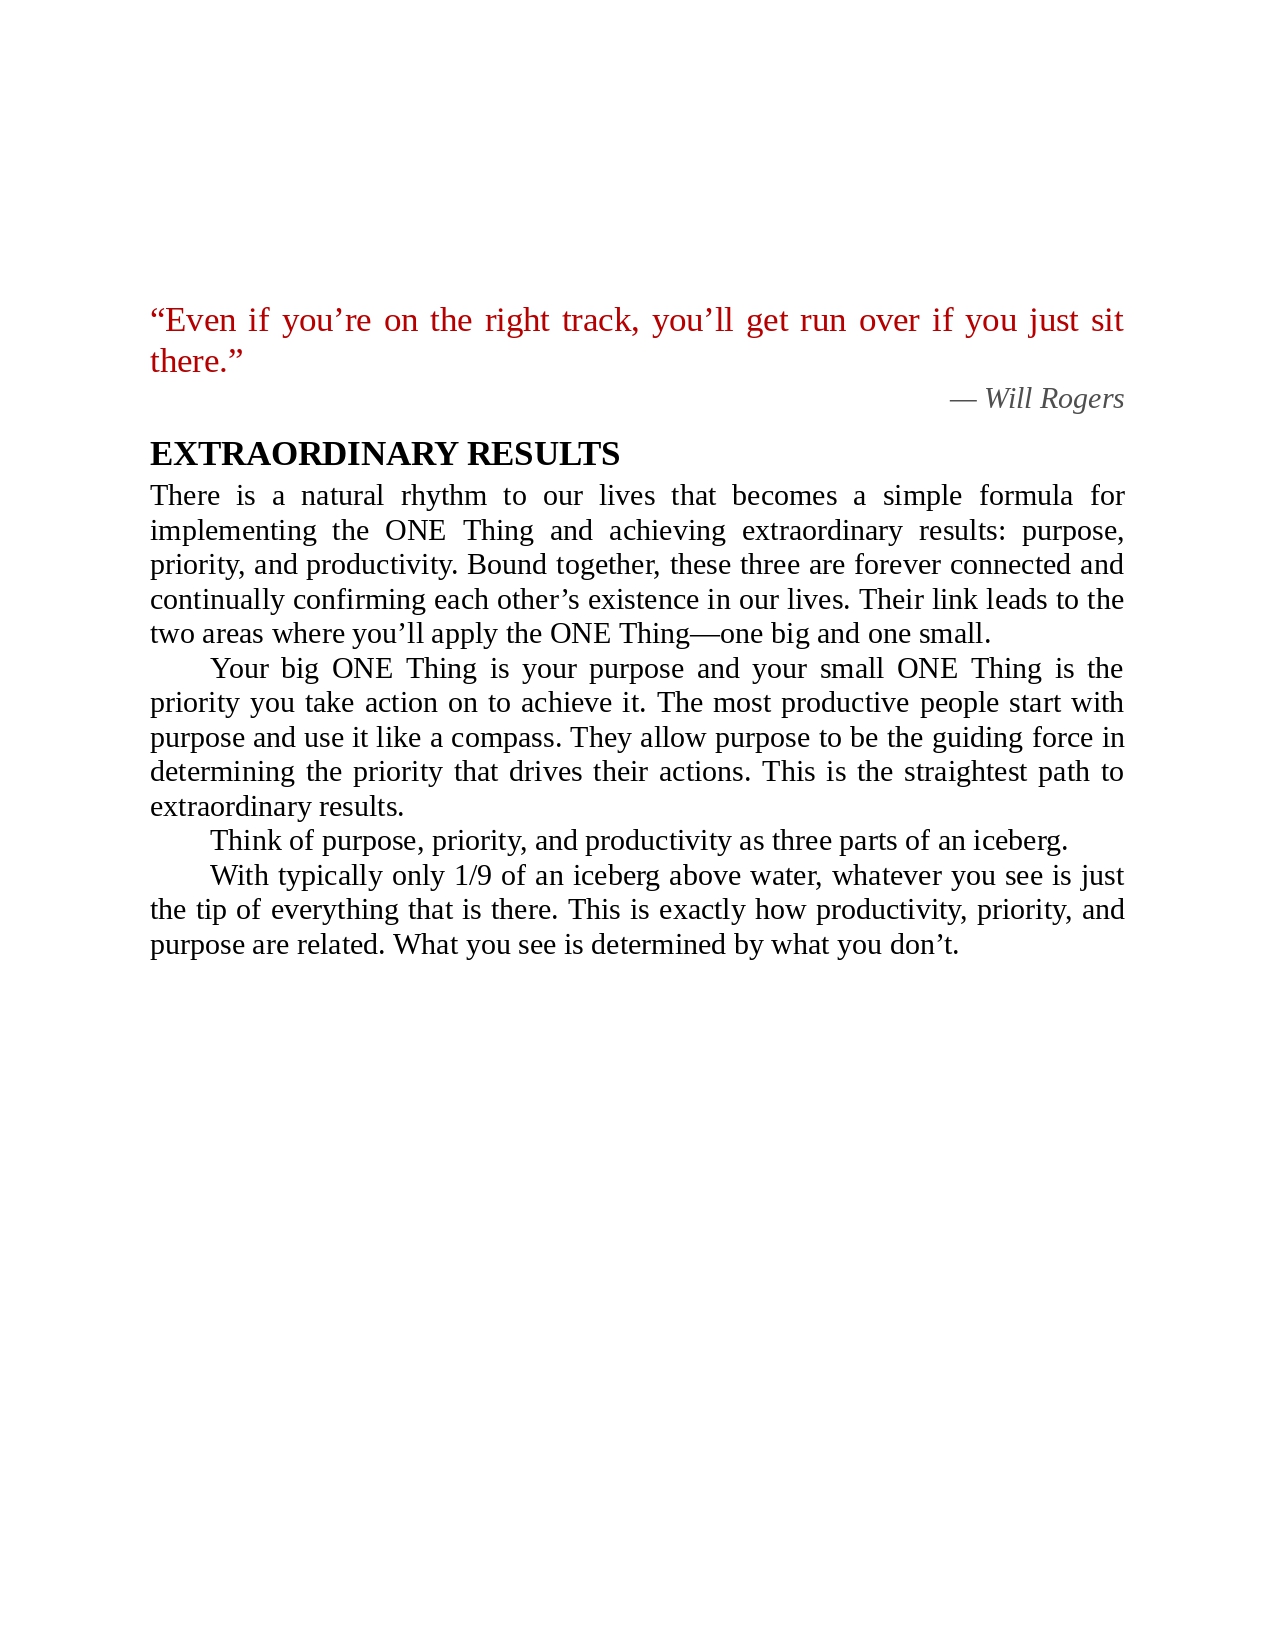 “Even if you’re on the right track, you’ll get run over if you just sit
there.”
— Will Rogers
EXTRAORDINARY RESULTS
There is a natural rhythm to our lives that becomes a simple formula for
implementing the ONE Thing and achieving extraordinary results: purpose,
priority, and productivity. Bound together, these three are forever connected and
continually confirming each other’s existence in our lives. Their link leads to the
two areas where you’ll apply the ONE Thing—one big and one small.
Your big ONE Thing is your purpose and your small ONE Thing is the
priority you take action on to achieve it. The most productive people start with
purpose and use it like a compass. They allow purpose to be the guiding force in
determining the priority that drives their actions. This is the straightest path to
extraordinary results.
Think of purpose, priority, and productivity as three parts of an iceberg.
With typically only 1/9 of an iceberg above water, whatever you see is just
the tip of everything that is there. This is exactly how productivity, priority, and
purpose are related. What you see is determined by what you don’t.